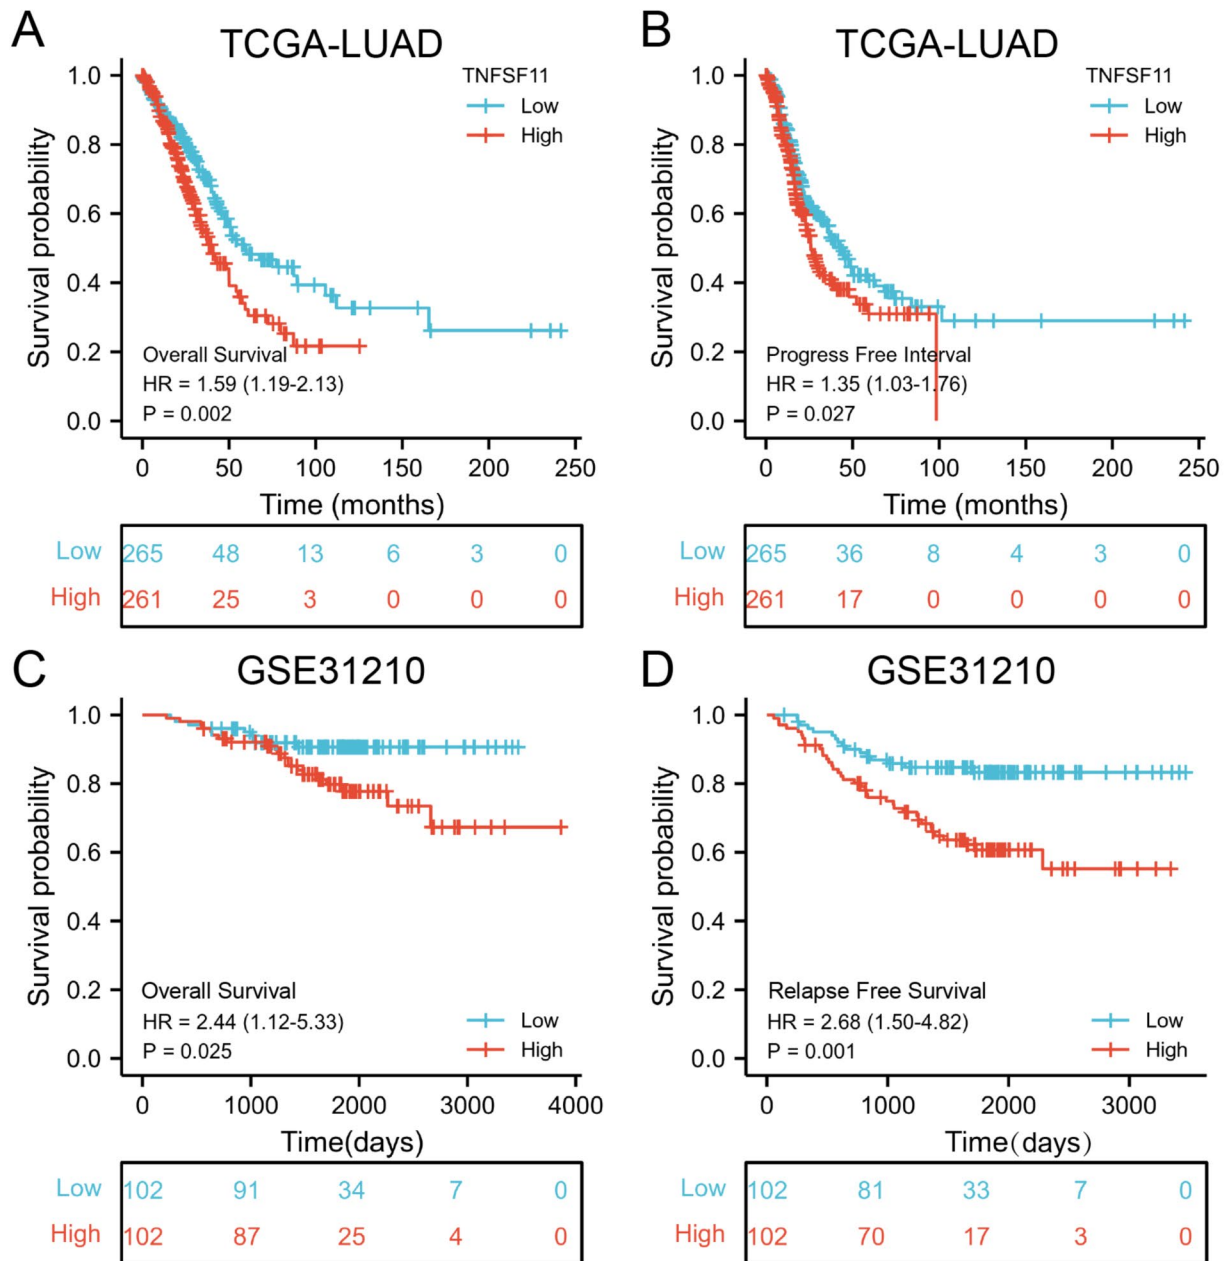 A
TCGA-LUAD
TNFSF11
Low
High
Survival probability
1.0
0.8
0.6
0.4
0.2
0.0
Overall Survival
HR = 1.59 (1.19-2.13)
P = 0.002
0 50 100 150 200 250
Time (months)
Low 265 48 13 6 3 0
High 261 25 3 0 0 0
B
TCGA-LUAD
TNFSF11
Low
High
Survival probability
1.0
0.8
0.6
0.4
0.2
0.0
Progress Free Interval
HR = 1.35 (1.03-1.76)
P = 0.027
0 50 100 150 200 250
Time (months)
Low 265 36 8 4 3 0
High 261 17 0 0 0 0
C
GSE31210
Survival probability
1.0
0.8
0.6
0.4
0.2
0.0
Overall Survival
HR = 2.44 (1.12-5.33)
P = 0.025
Low
High
0 1000 2000 3000 4000
Time(days)
Low 102 91 34 7 0
High 102 87 25 4 0
D
GSE31210
Survival probability
1.0
0.8
0.6
0.4
0.2
0.0
Relapse Free Survival
HR = 2.68 (1.50-4.82)
P = 0.001
Low
High
0 1000 2000 3000
Time(days)
Low 102 81 33 7 0
High 102 70 17 3 0